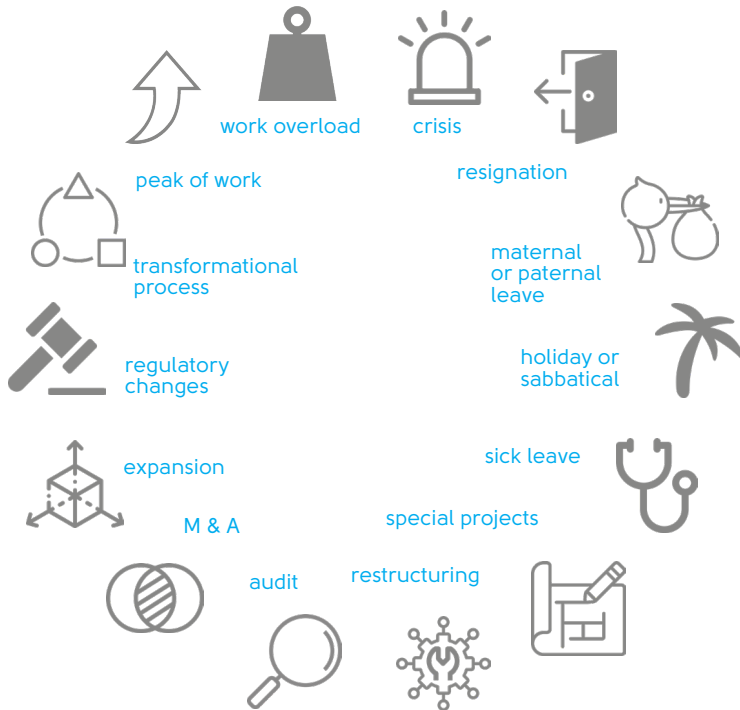 work overload
crisis
resignation
peak of work
maternal
or paternal
leave
transformational
process
holiday or
sabbatical
regulatory
changes
sick leave
expansion
special projects
M & A
restructuring
audit